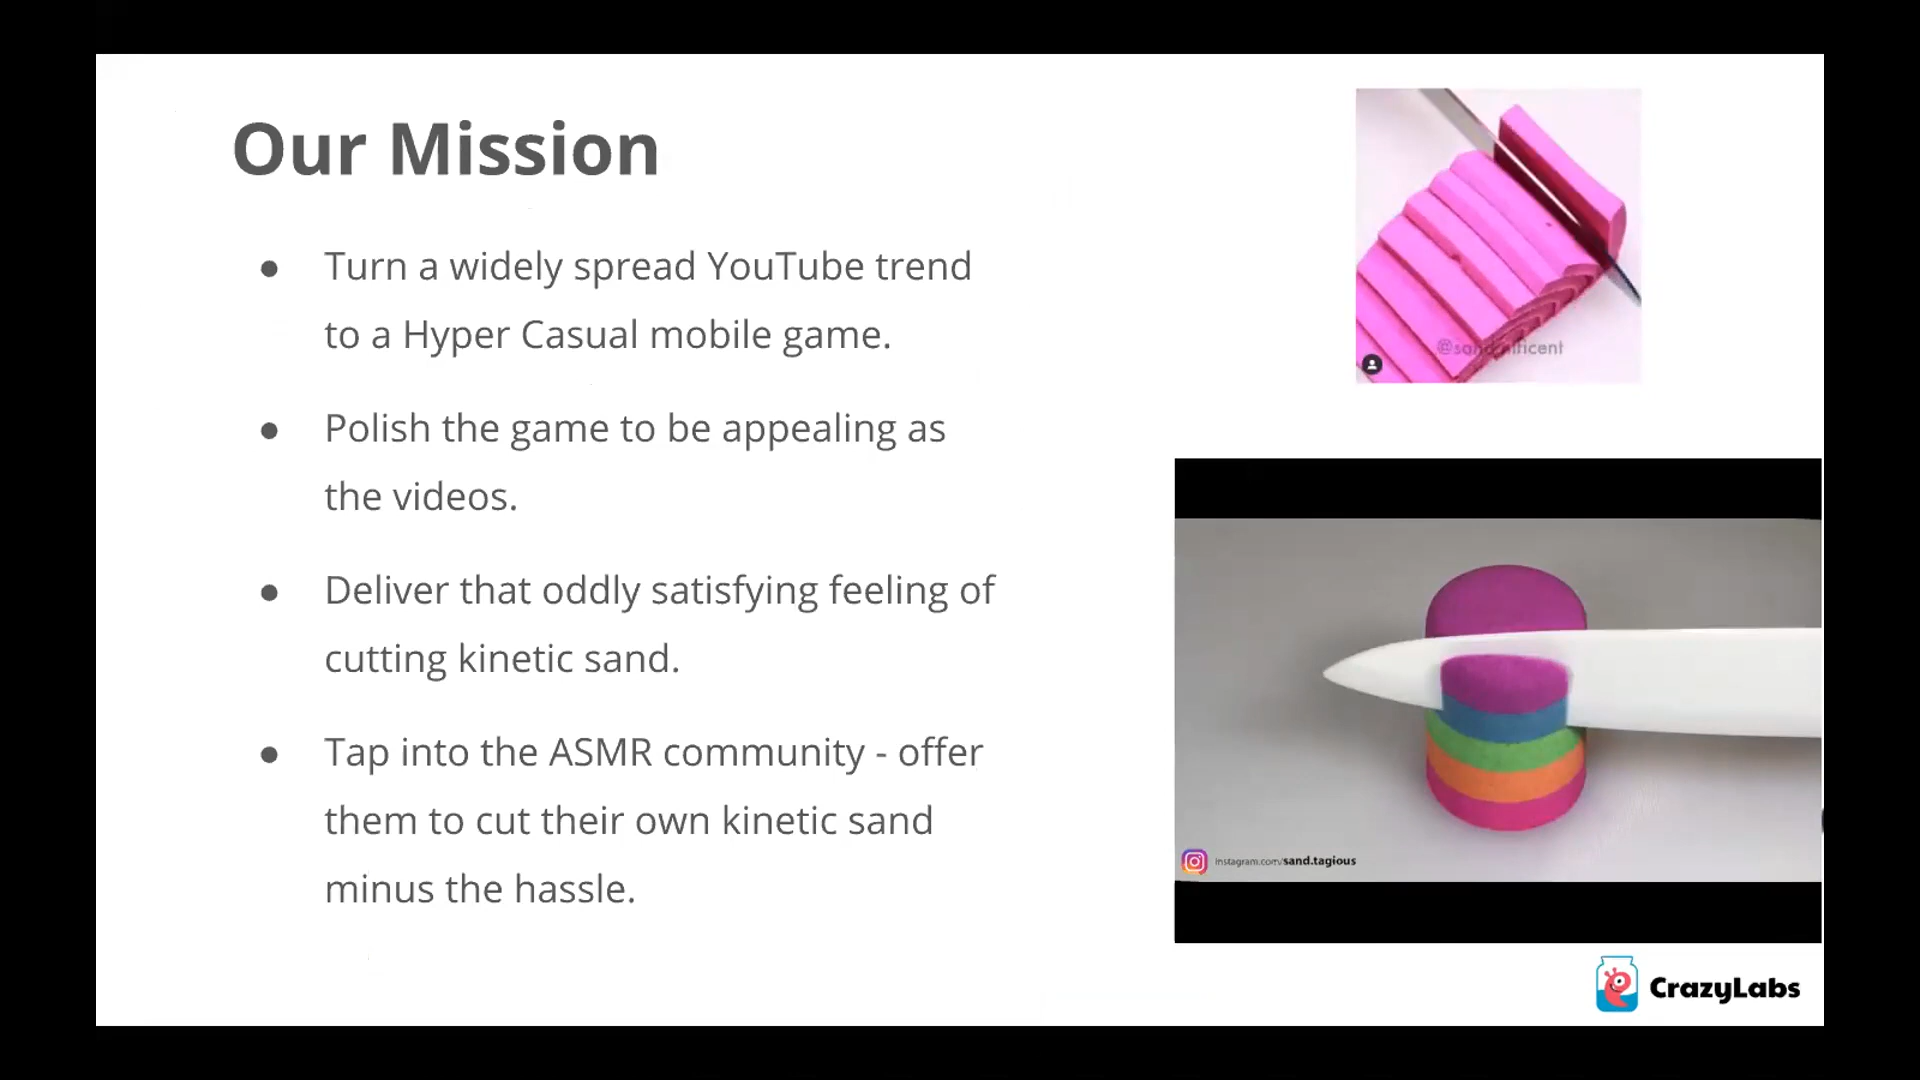 Our Mission
● Turn a widely spread YouTube trend
to a Hyper Casual mobile game.
● Polish the game to be appealing as
the videos.
● Deliver that oddly satisfying feeling of
cutting kinetic sand.
● Tap into the ASMR community - offer
them to cut their own kinetic sand
minus the hassle.
instagram.com/sand.tagious
CrazyLabs